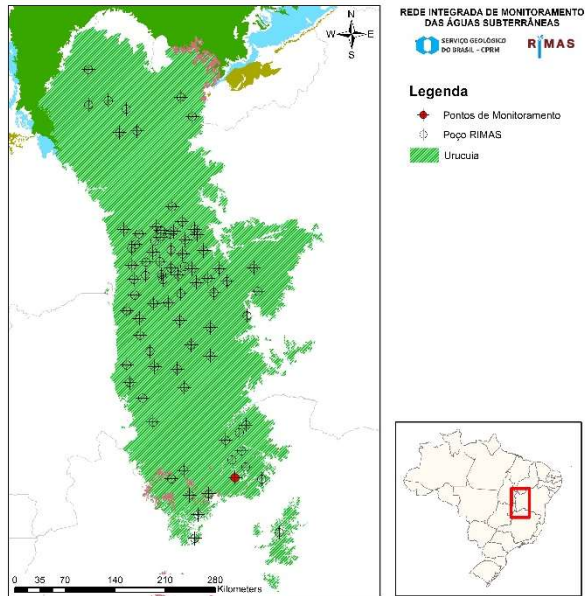 REDE INTEGRADA DE MONITORAMENTO
DAS ÁGUAS SUBTERRÂNEAS
SERVIÇO GEOLÓGICO
DO BRASIL - CPRM
RIMAS
N
W E
S
Legenda
Pontos de Monitoramento
Poço RIMAS
Urucuia
0 35 70 140 210 280
Kilometers